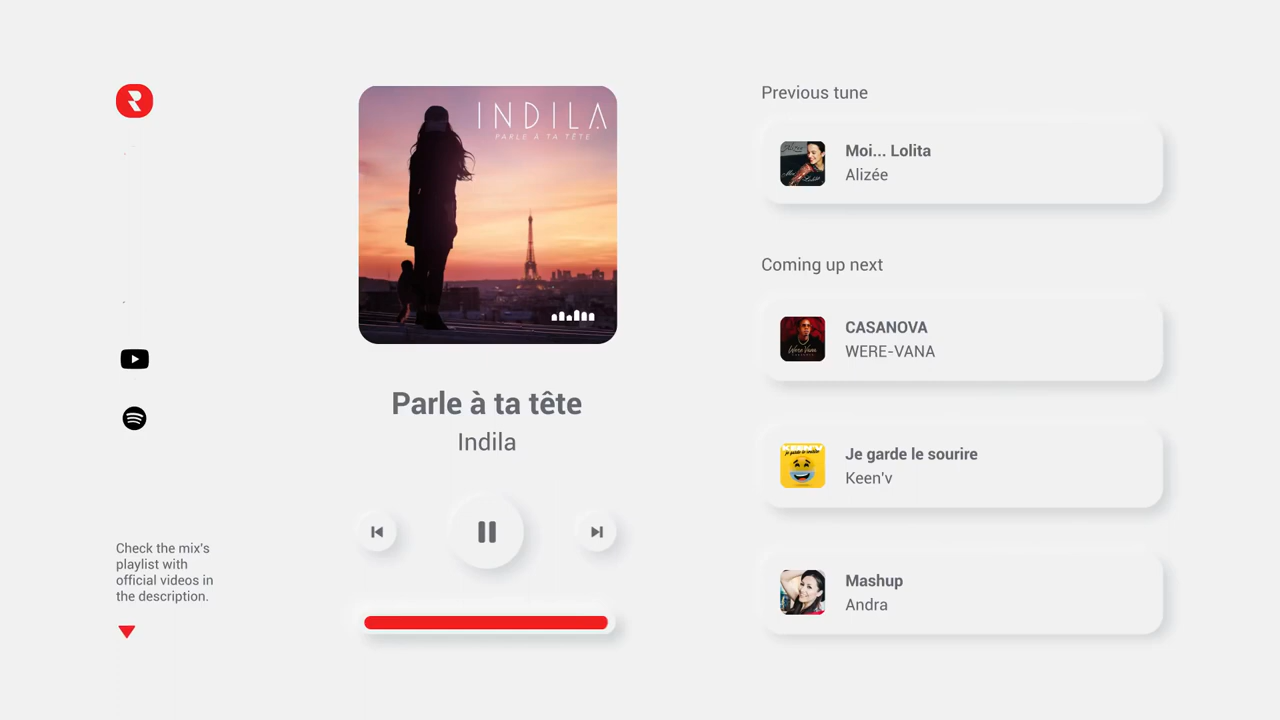 INDILA
PARLE À TA TÊTE
Parle à ta tête
Indila
Check the mix's
playlist with
official videos in
the description.
Previous tune
Moi... Lolita
Alizée
Coming up next
CASANOVA
WERE-VANA
Je garde le sourire
Keen'v
Mashup
Andra